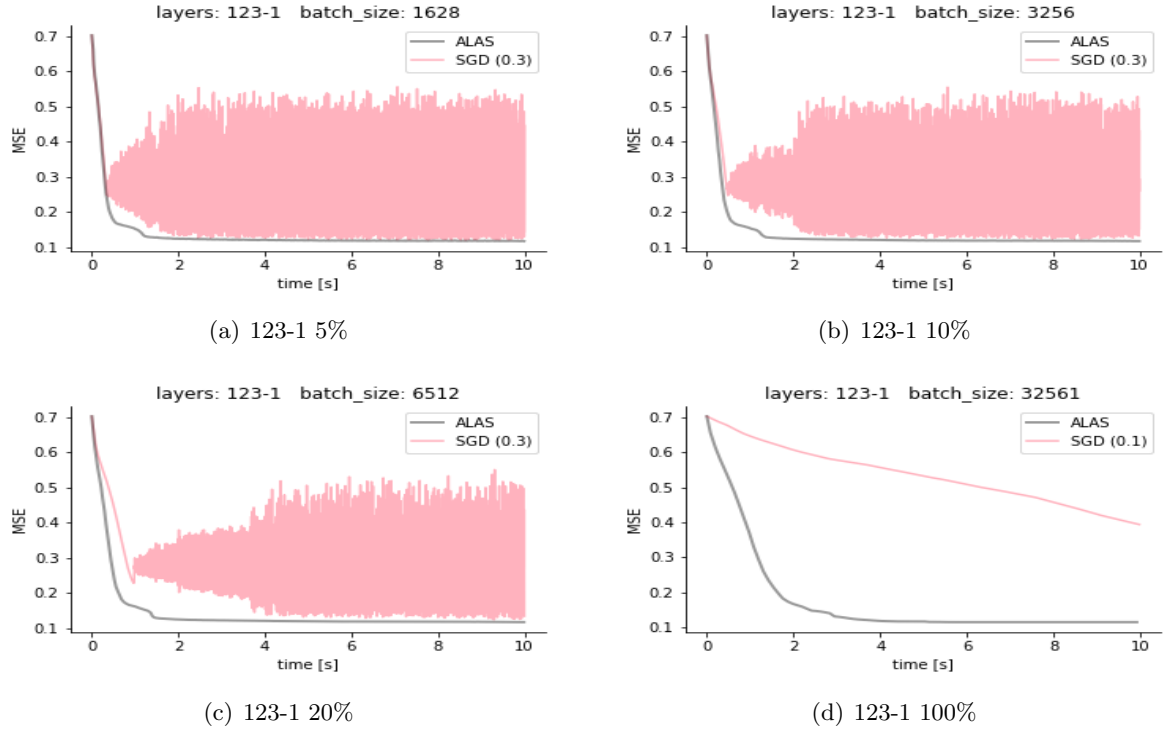 layers: 123-1 batch_size: 1628
0.7
0.6
0.5
0.4
0.3
0.2
0.1
MSE
ALAS
SGD (0.3)
0 2 4 6 8 10
time [s]
(a) 123-1 5%
layers: 123-1 batch_size: 3256
0.7
0.6
0.5
0.4
0.3
0.2
0.1
MSE
ALAS
SGD (0.3)
0 2 4 6 8 10
time [s]
(b) 123-1 10%
layers: 123-1 batch_size: 6512
0.7
0.6
0.5
0.4
0.3
0.2
0.1
MSE
ALAS
SGD (0.3)
0 2 4 6 8 10
time [s]
(c) 123-1 20%
layers: 123-1 batch_size: 32561
0.7
0.6
0.5
0.4
0.3
0.2
0.1
MSE
ALAS
SGD (0.1)
0 2 4 6 8 10
time [s]
(d) 123-1 100%